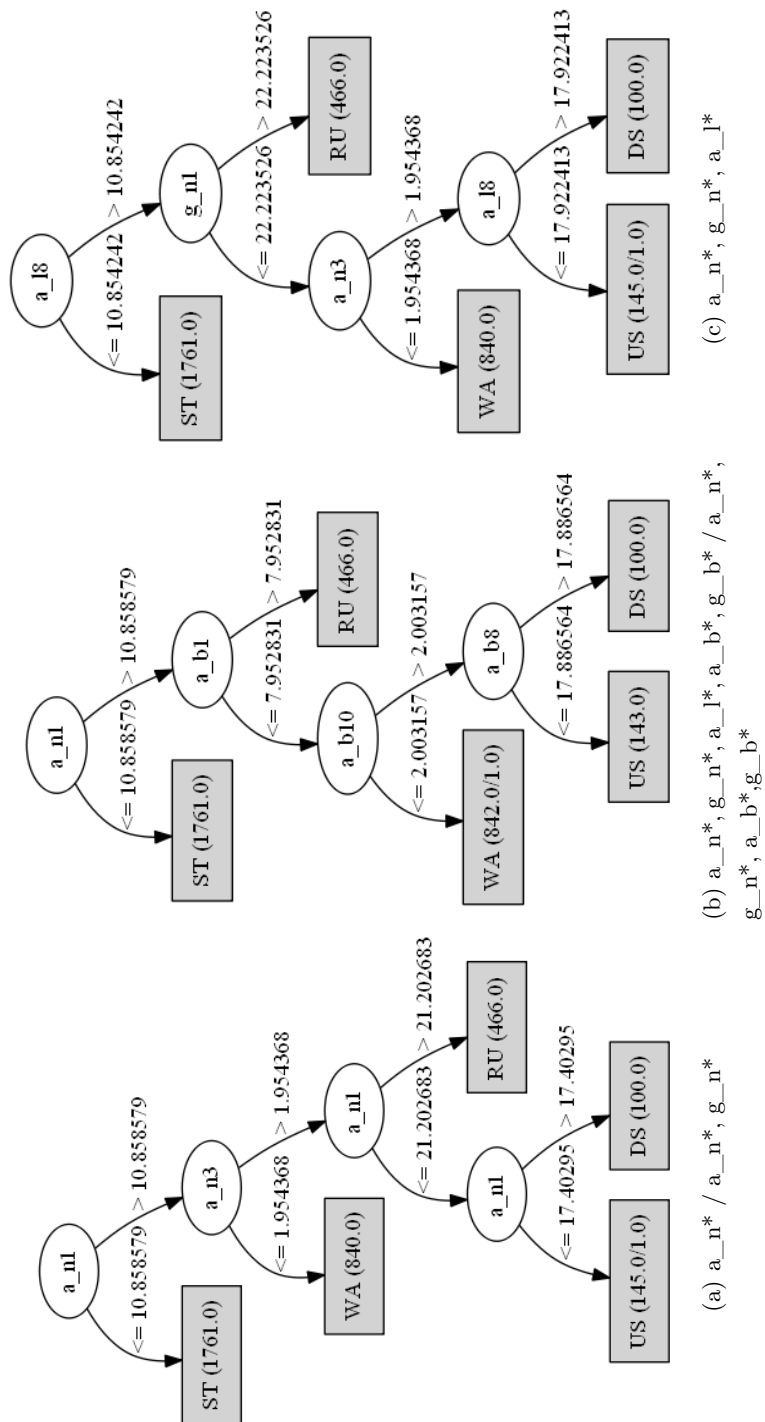 a_n1
<= 10.858579
> 10.858579
ST (1761.0)
a_n3
<= 1.954368
> 1.954368
WA (840.0)
a_n1
<= 21.202683
> 21.202683
a_n1
RU (466.0)
<= 17.40295
> 17.40295
US (145.0/1.0)
DS (100.0)
(a) a_n* / a_n*, g_n*
a_n1
<= 10.858579
> 10.858579
ST (1761.0)
a_b1
<= 7.952831
> 7.952831
a_b10
RU (466.0)
<= 2.003157
> 2.003157
WA (842.0/1.0)
a_b8
<= 17.886564
> 17.886564
US (143.0)
DS (100.0)
(b) a_n*, g_n*, a_l*, a_b*, g_b* / a_n*,
g_n*, a_b*,g_b*
a_l8
<= 10.854242
> 10.854242
ST (1761.0)
g_n1
<= 22.223526
> 22.223526
a_n3
RU (466.0)
<= 1.954368
> 1.954368
WA (840.0)
a_l8
<= 17.922413
> 17.922413
US (145.0/1.0)
DS (100.0)
(c) a_n*, g_n*, a_l*